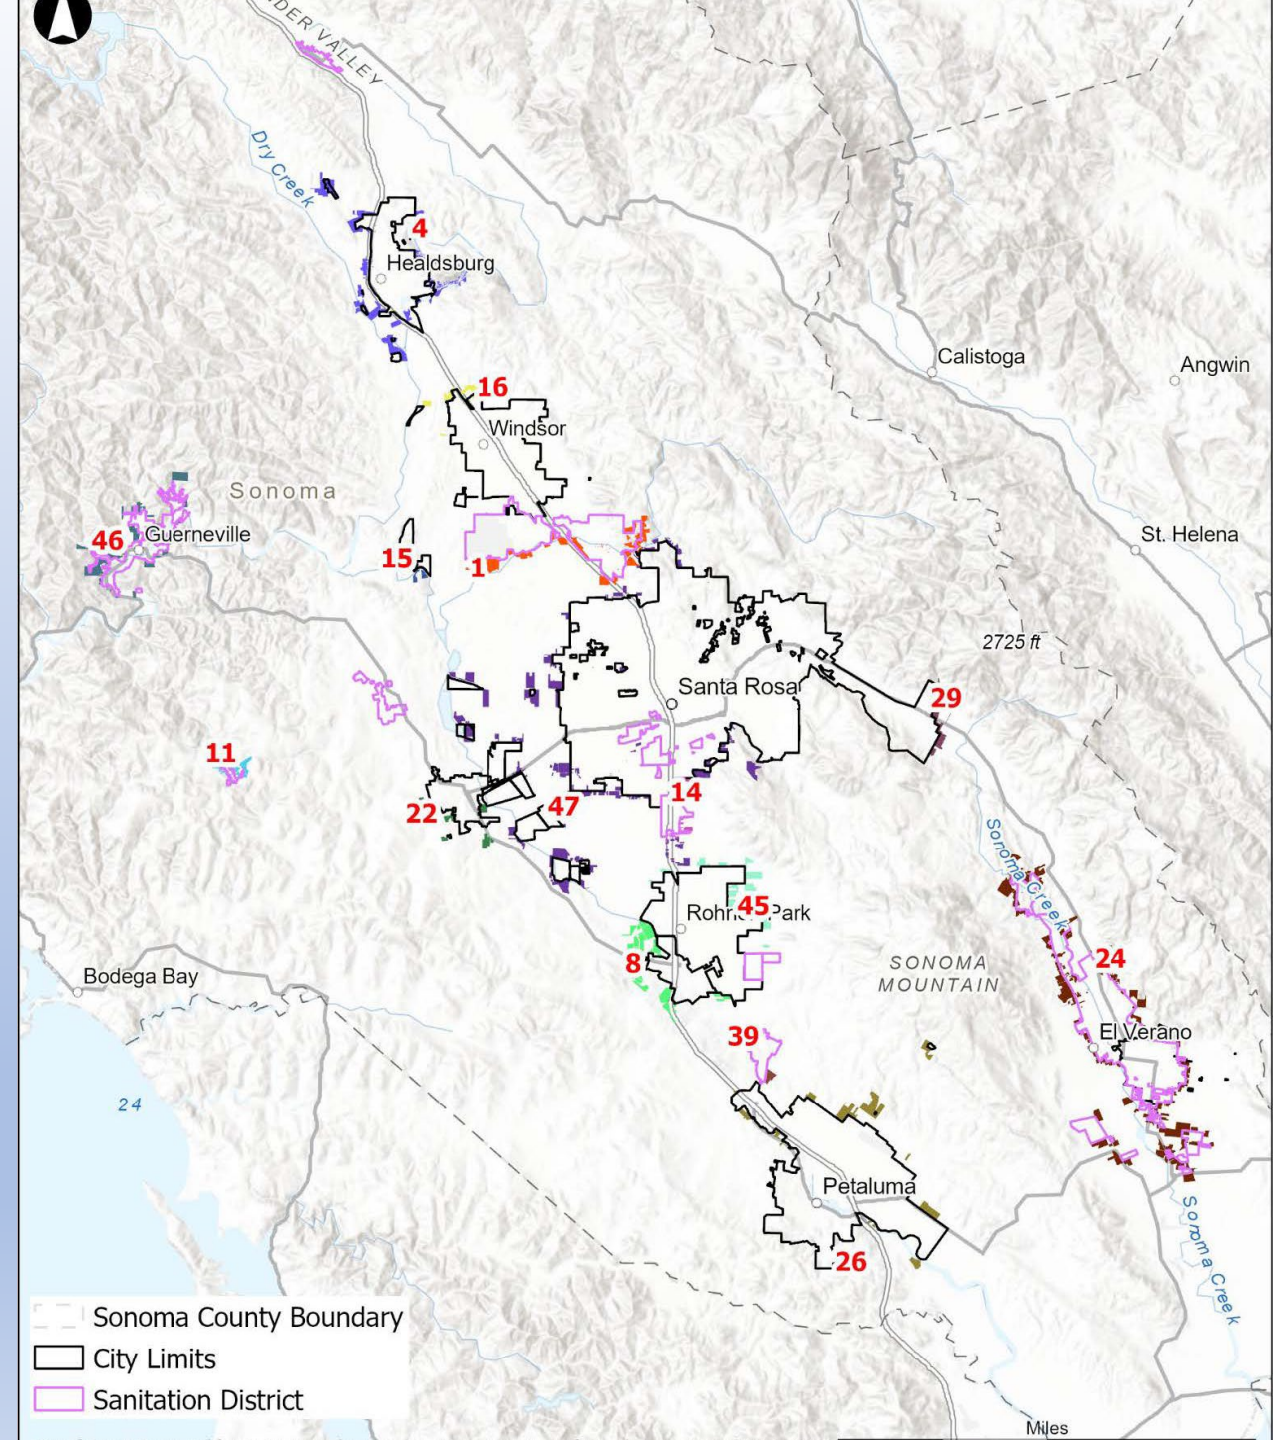 DER VALLEY
Dry Creek
4
Healdsburg
Calistoga
Angwin
16
Windsor
Sonoma
46
Guerneville
St. Helena
15
1
2725 ft
Santa Rosa
29
11
14
22
47
Sonoma Creek
45
Rohn Park
8
24
SONOMA
MOUNTAIN
Bodega Bay
39
El Verano
24
Petaluma
Sonoma Creek
26
Sonoma County Boundary
City Limits
Sanitation District
Miles